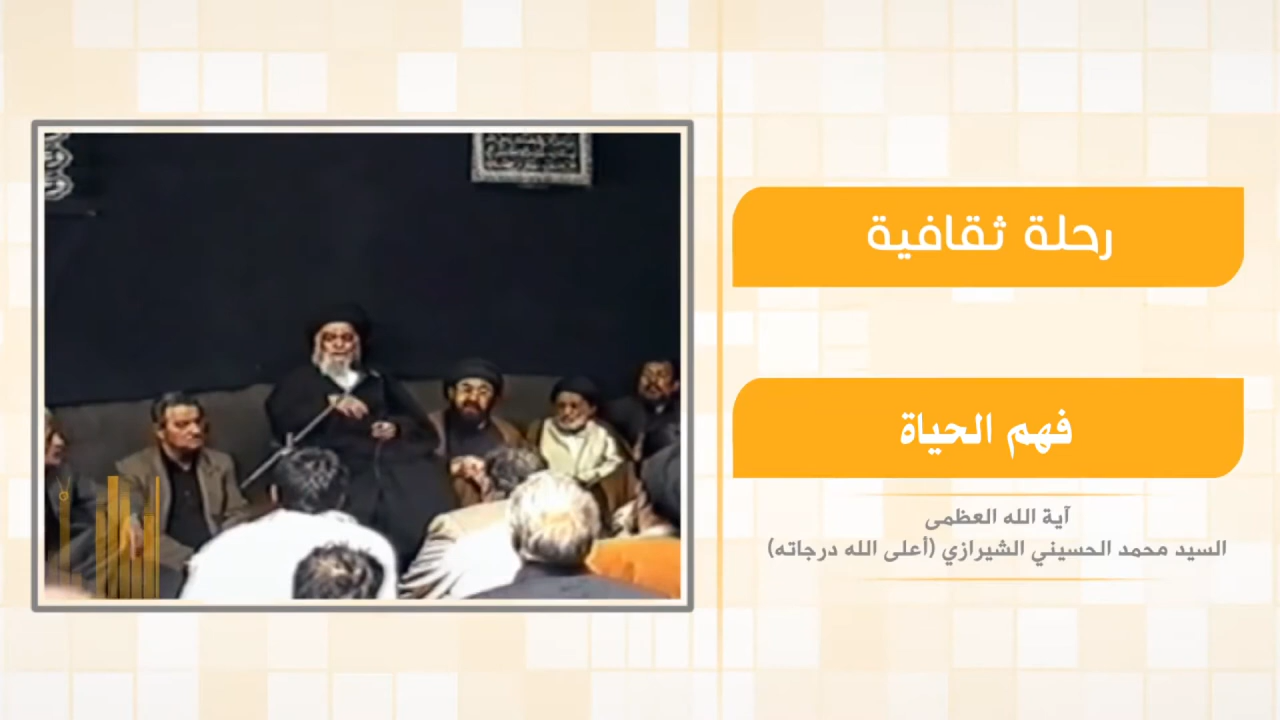 رحلة ثقافية
فهم الحياة
آية الله العظمى
السيد محمد الحسيني الشيرازي (أعلى الله درجاته)